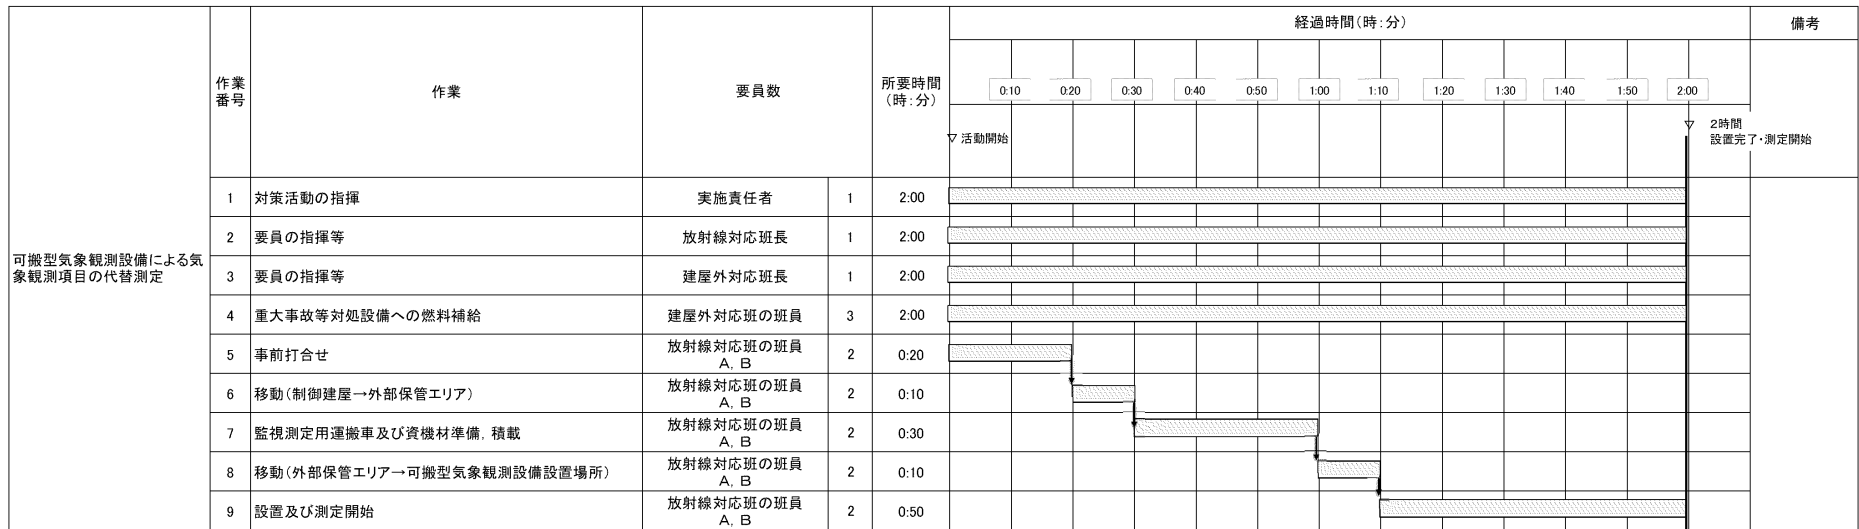 経過時間(時:分)
備考
作業
番号
作業
要員数
所要時間
(時:分)
0:10 0:20 0:30 0:40 0:50 1:00 1:10 1:20 1:30 1:40 1:50 2:00
▽活動開始
▽ 2時間
設置完了・測定開始
可搬型気象観測設備による気
象観測項目の代替測定
1 対策活動の指揮 実施責任者 1 2:00
2 要員の指揮等 放射線対応班長 1 2:00
3 要員の指揮等 建屋外対応班長 1 2:00
4 重大事故等対処設備への燃料補給 建屋外対応班の班員 3 2:00
5 事前打合せ 放射線対応班の班員 2 0:20
A,B
6 移動(制御建屋→外部保管エリア) 放射線対応班の班員 2 0:10
A,B
7 監視測定用運搬車及び資機材準備,積載 放射線対応班の班員 2 0:30
A,B
8 移動(外部保管エリア→可搬型気象観測設備設置場所) 放射線対応班の班員 2 0:10
A,B
9 設置及び測定開始 放射線対応班の班員 2 0:50
A,B